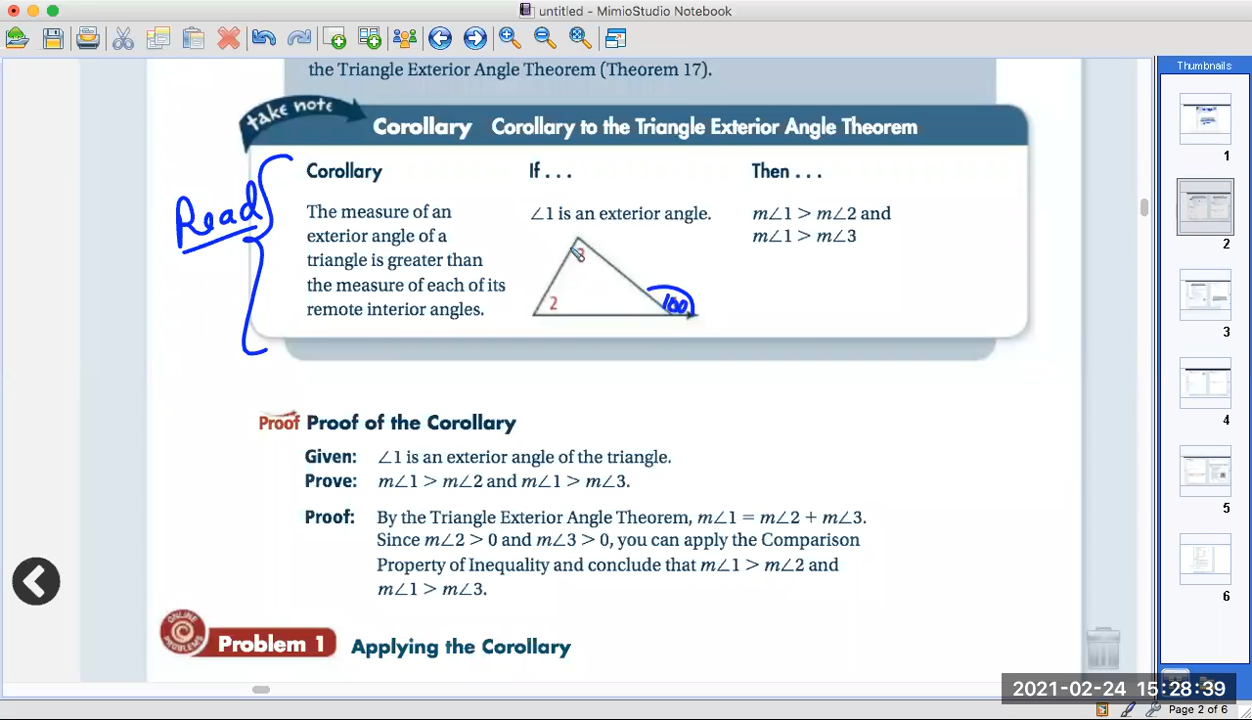 untitled - MimioStudio Notebook
the Triangle Exterior Angle Theorem (Theorem 17).
take note
Corollary Corollary to the Triangle Exterior Angle Theorem
Read
Corollary
The measure of an
exterior angle of a
triangle is greater than
the measure of each of its
remote interior angles.
If . . .
∠1 is an exterior angle.
3
2
100
Then . . .
m∠1 > m∠2 and
m∠1 > m∠3
Proof Proof of the Corollary
Given: ∠1 is an exterior angle of the triangle.
Prove: m∠1 > m∠2 and m∠1 > m∠3.
Proof: By the Triangle Exterior Angle Theorem, m∠1 = m∠2 + m∠3.
Since m∠2 > 0 and m∠3 > 0, you can apply the Comparison
Property of Inequality and conclude that m∠1 > m∠2 and
m∠1 > m∠3.
ONLINE
PROBLEMS
Problem 1 Applying the Corollary
Thumbnails
1
2
3
4
5
6
2021-02-24 15:28:39
Page 2 of 6